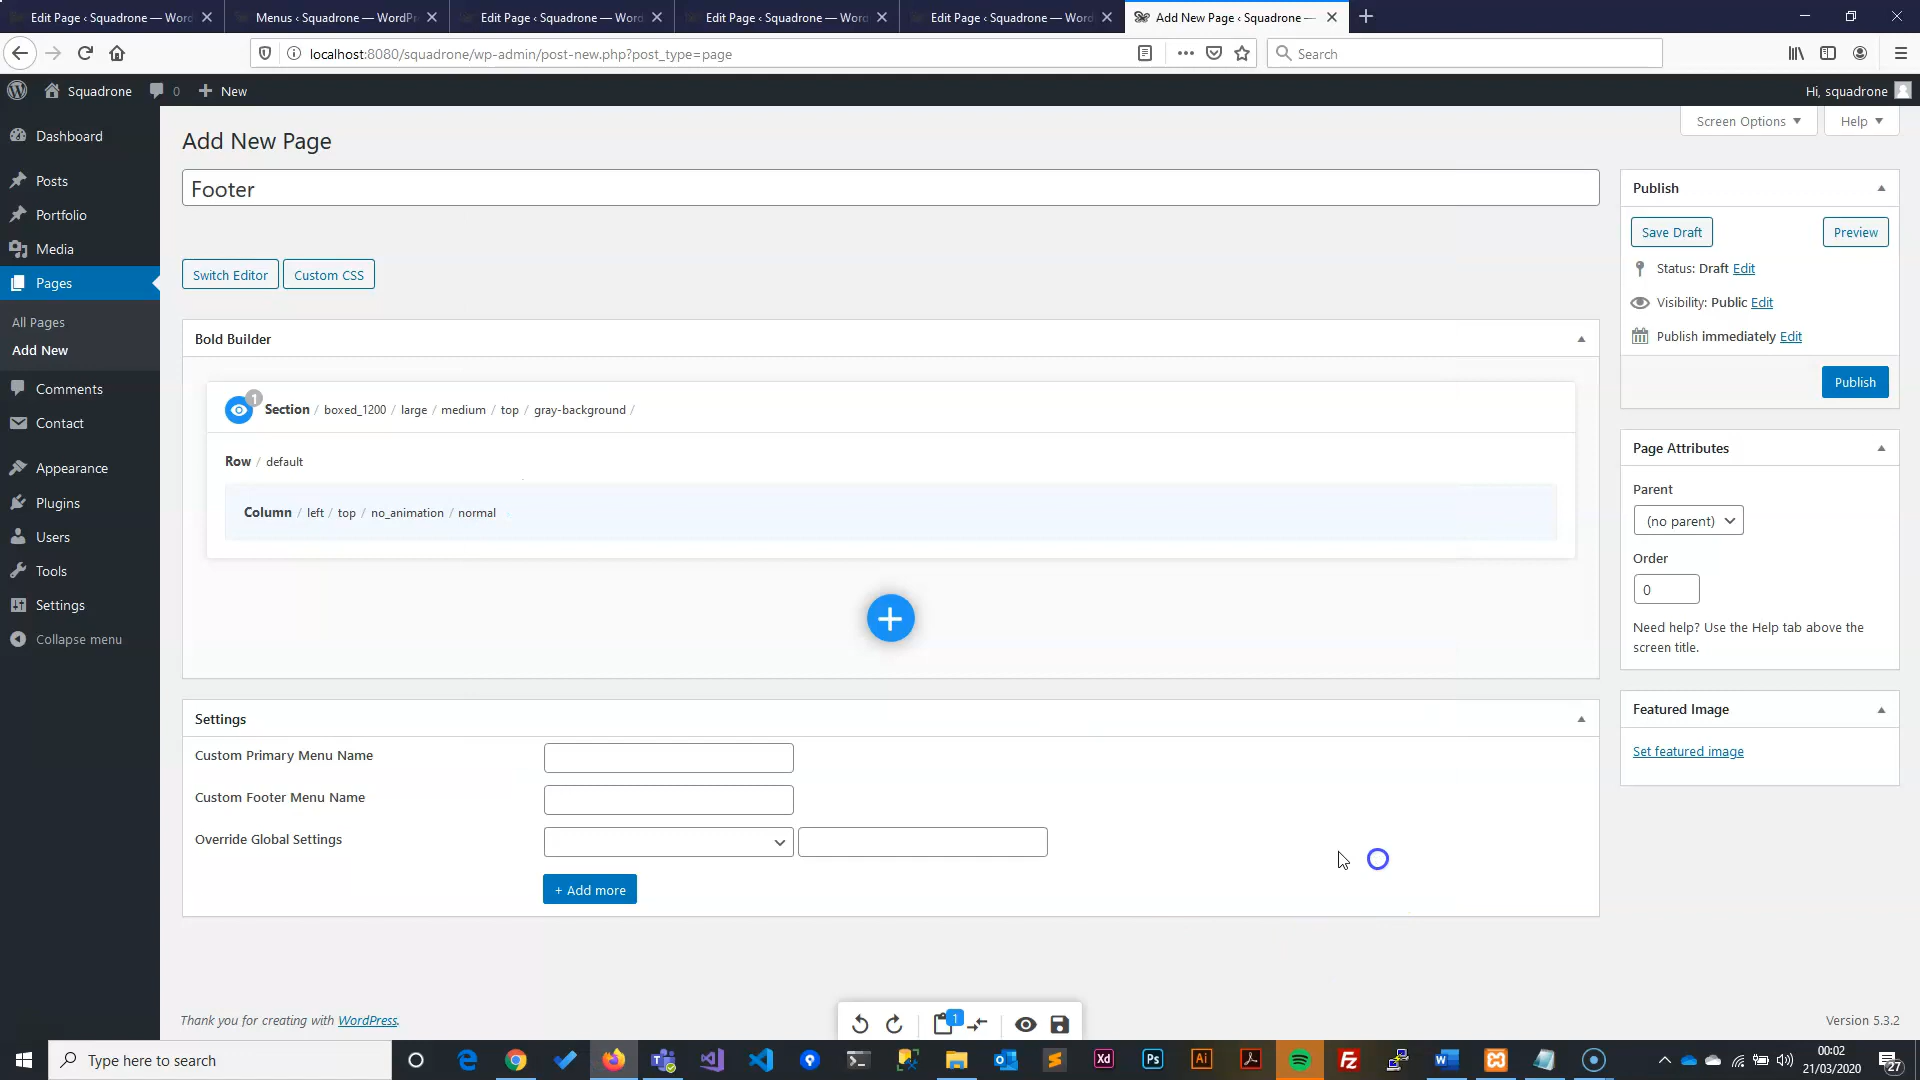 Edit Page ‹ Squadrone — Word
Menus ‹ Squadrone — WordPr
Edit Page ‹ Squadrone — Word
Edit Page ‹ Squadrone — Word
Edit Page ‹ Squadrone — Word
Add New Page ‹ Squadrone —
localhost:8080/squadrone/wp-admin/post-new.php?post_type=page
Search
Squadrone
0
New
Hi, squadrone
Dashboard
Posts
Portfolio
Media
Pages
All Pages
Add New
Comments
Contact
Appearance
Plugins
Users
Tools
Settings
Collapse menu
Screen Options
Help
Add New Page
Footer
Switch Editor
Custom CSS
Bold Builder
1
Section / boxed_1200 / large / medium / top / gray-background /
Row / default
Column / left / top / no_animation / normal
Settings
Custom Primary Menu Name
Custom Footer Menu Name
Override Global Settings
+ Add more
Publish
Save Draft
Preview
Status: Draft Edit
Visibility: Public Edit
Publish immediately Edit
Publish
Page Attributes
Parent
(no parent)
Order
0
Need help? Use the Help tab above the
screen title.
Featured Image
Set featured image
Thank you for creating with WordPress.
1
Version 5.3.2
Type here to search
Xd
Ps
Ai
00:02
21/03/2020
27